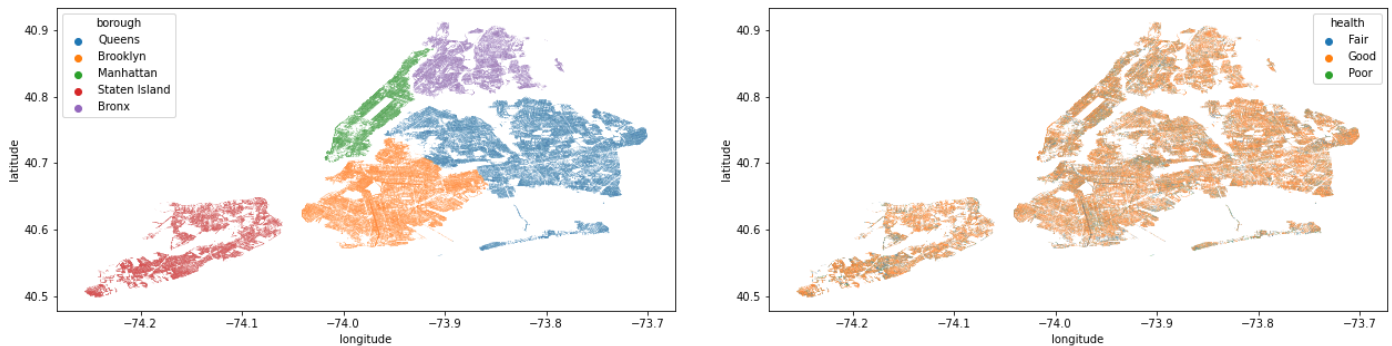 borough
Queens
Brooklyn
Manhattan
Staten Island
Bronx
40.9
40.8
40.7
40.6
40.5
latitude
−74.2
−74.1
−74.0
−73.9
−73.8
−73.7
longitude
health
Fair
Good
Poor
40.9
40.8
40.7
40.6
40.5
latitude
−74.2
−74.1
−74.0
−73.9
−73.8
−73.7
longitude